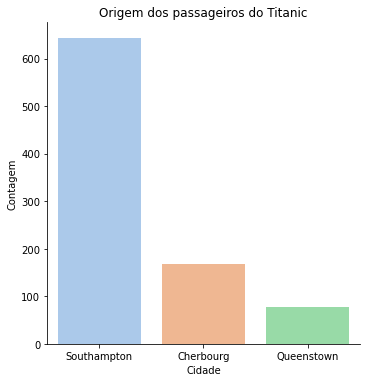 Origem dos passageiros do Titanic
Contagem
600
500
400
300
200
100
0
Southampton Cherbourg Queenstown
Cidade